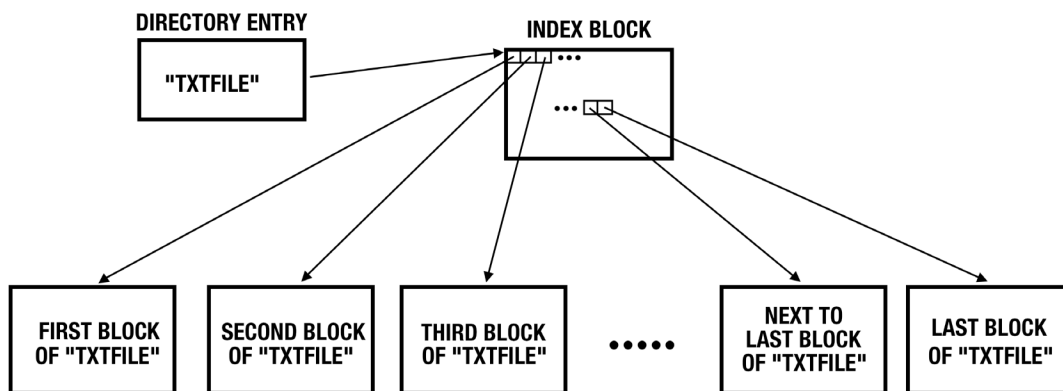 DIRECTORY ENTRY
"TXTFILE"
INDEX BLOCK
FIRST BLOCK
OF "TXTFILE"
SECOND BLOCK
OF "TXTFILE"
THIRD BLOCK
OF "TXTFILE"
NEXT TO
LAST BLOCK
OF "TXTFILE"
LAST BLOCK
OF "TXTFILE"